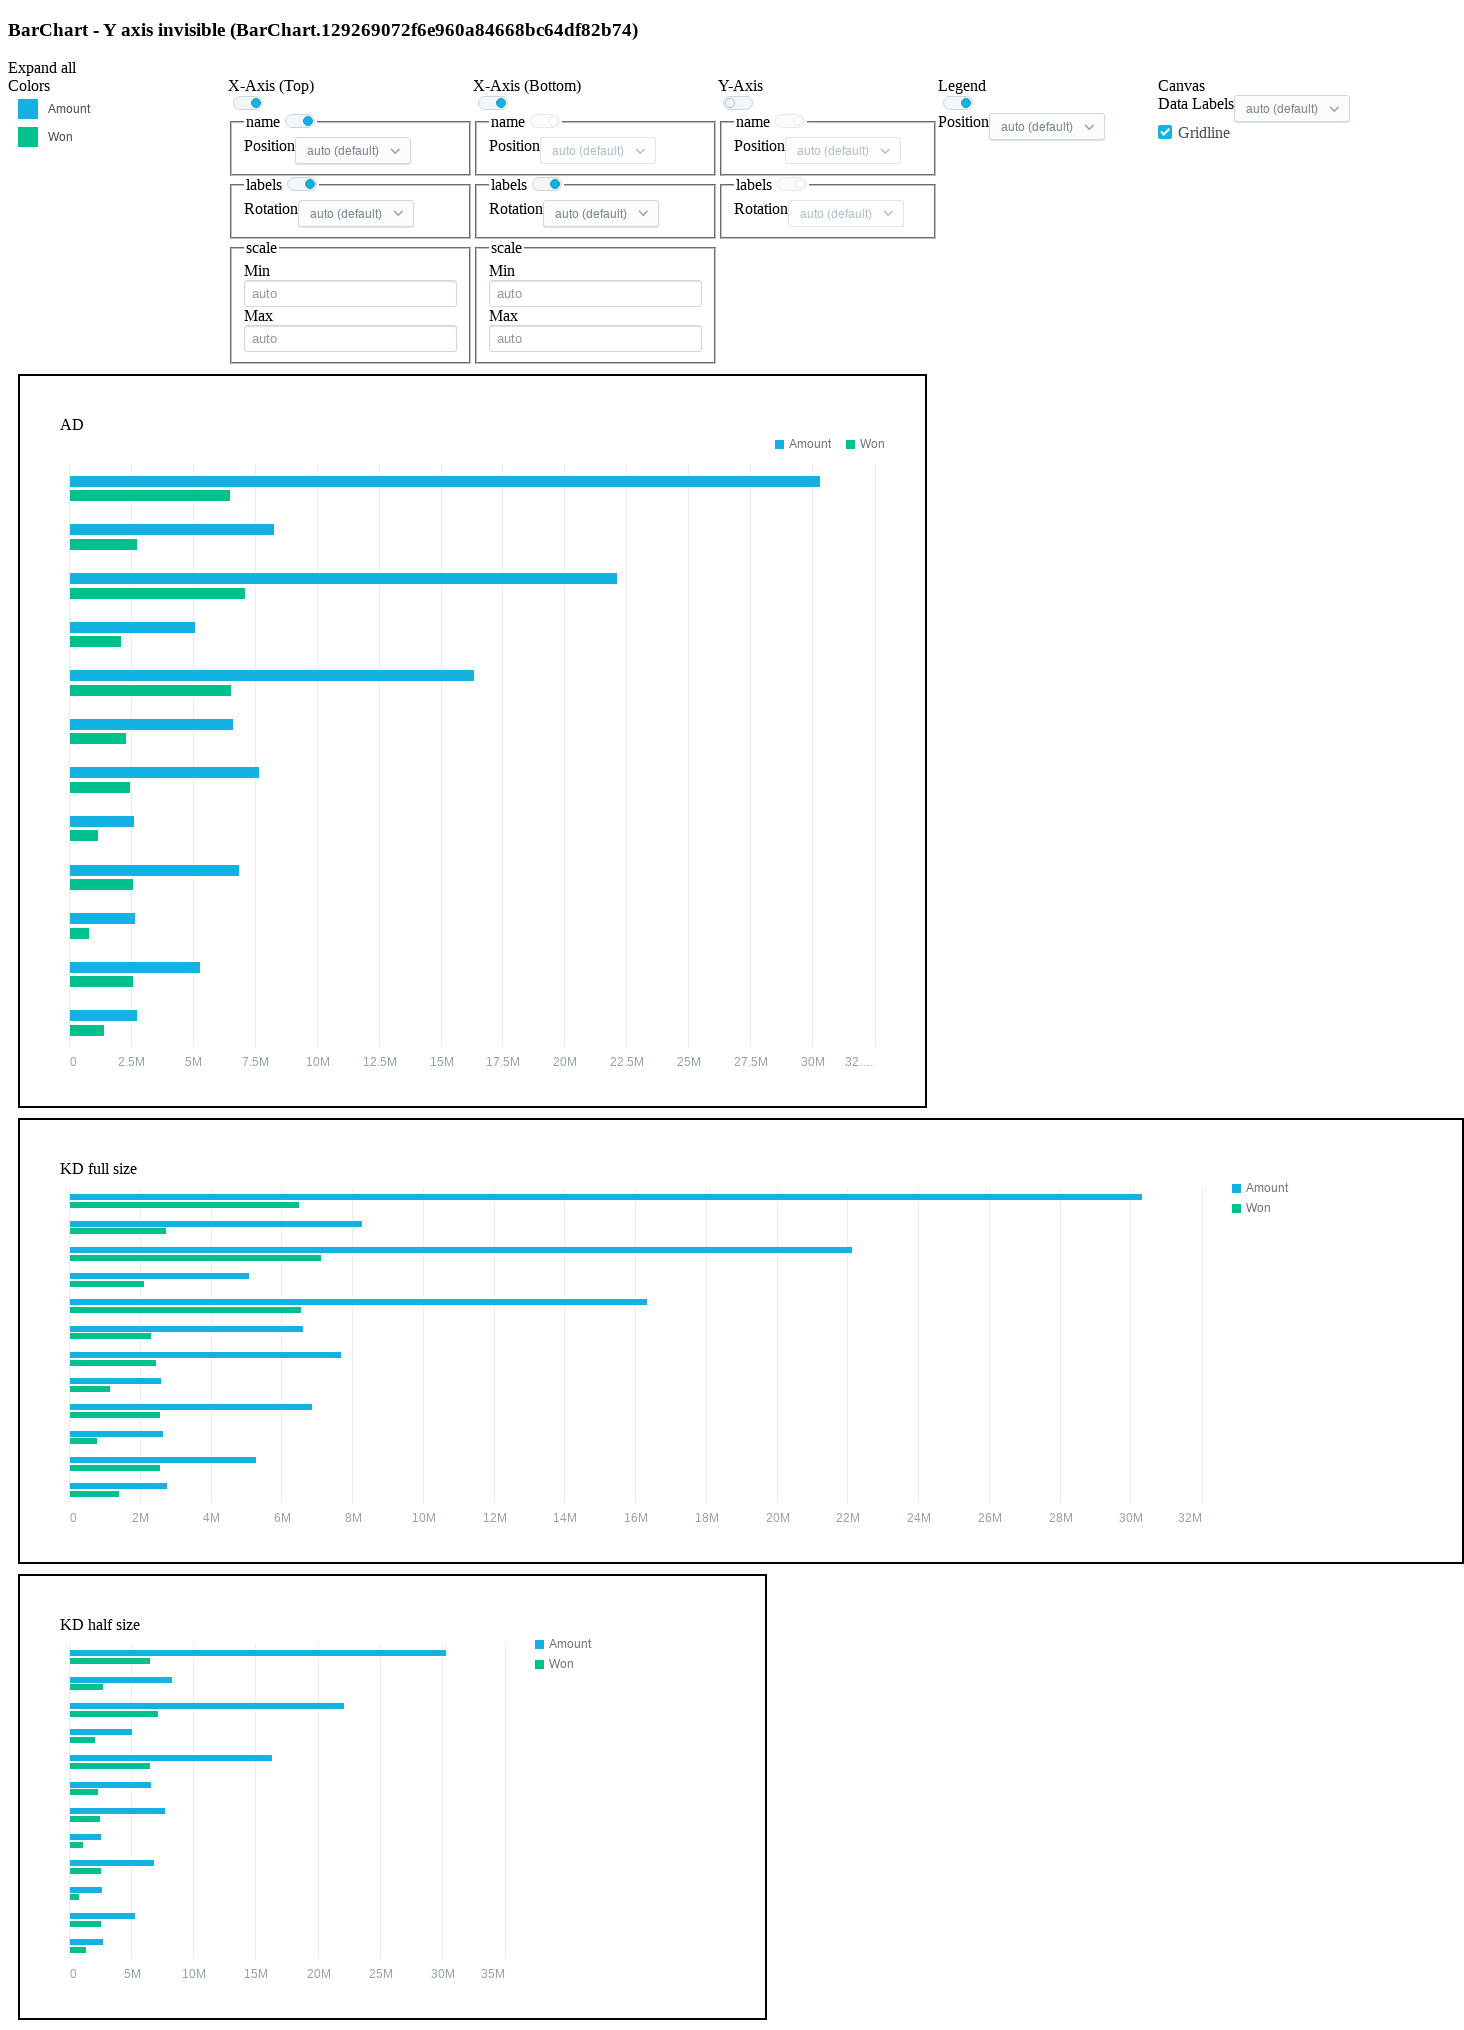 BarChart - Y axis invisible (BarChart.129269072f6e960a84668bc64df82b74)
Expand all
Colors
Amount
Won
X-Axis (Top)
name
Position auto (default)
labels
Rotation auto (default)
scale
Min
auto
Max
auto
X-Axis (Bottom)
name
Position auto (default)
labels
Rotation auto (default)
scale
Min
auto
Max
auto
Y-Axis
name
Position auto (default)
labels
Rotation auto (default)
Legend
Position auto (default)
Canvas
Data Labels auto (default)
Gridline
AD
Amount Won
0 2.5M 5M 7.5M 10M 12.5M 15M 17.5M 20M 22.5M 25M 27.5M 30M 32....
KD full size
Amount
Won
0 2M 4M 6M 8M 10M 12M 14M 16M 18M 20M 22M 24M 26M 28M 30M 32M
KD half size
Amount
Won
0 5M 10M 15M 20M 25M 30M 35M